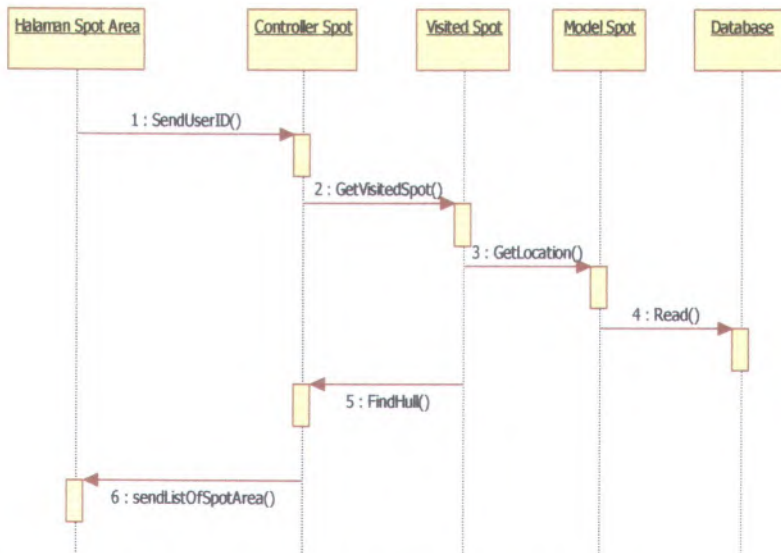 Halaman Spot Area
Controller Spot
Visited Spot
Model Spot
Database
1 : SendUserID()
2 : GetVisitedSpot()
3 : GetLocation()
4 : Read()
5 : FindHull()
6 : sendListOfSpotArea()